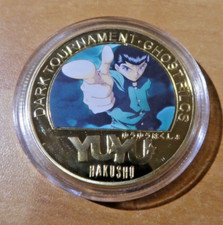 DARK TOURNAMENT·GHOST FILES
ゆうゆうはくしょ
YUYU
HAKUSHO